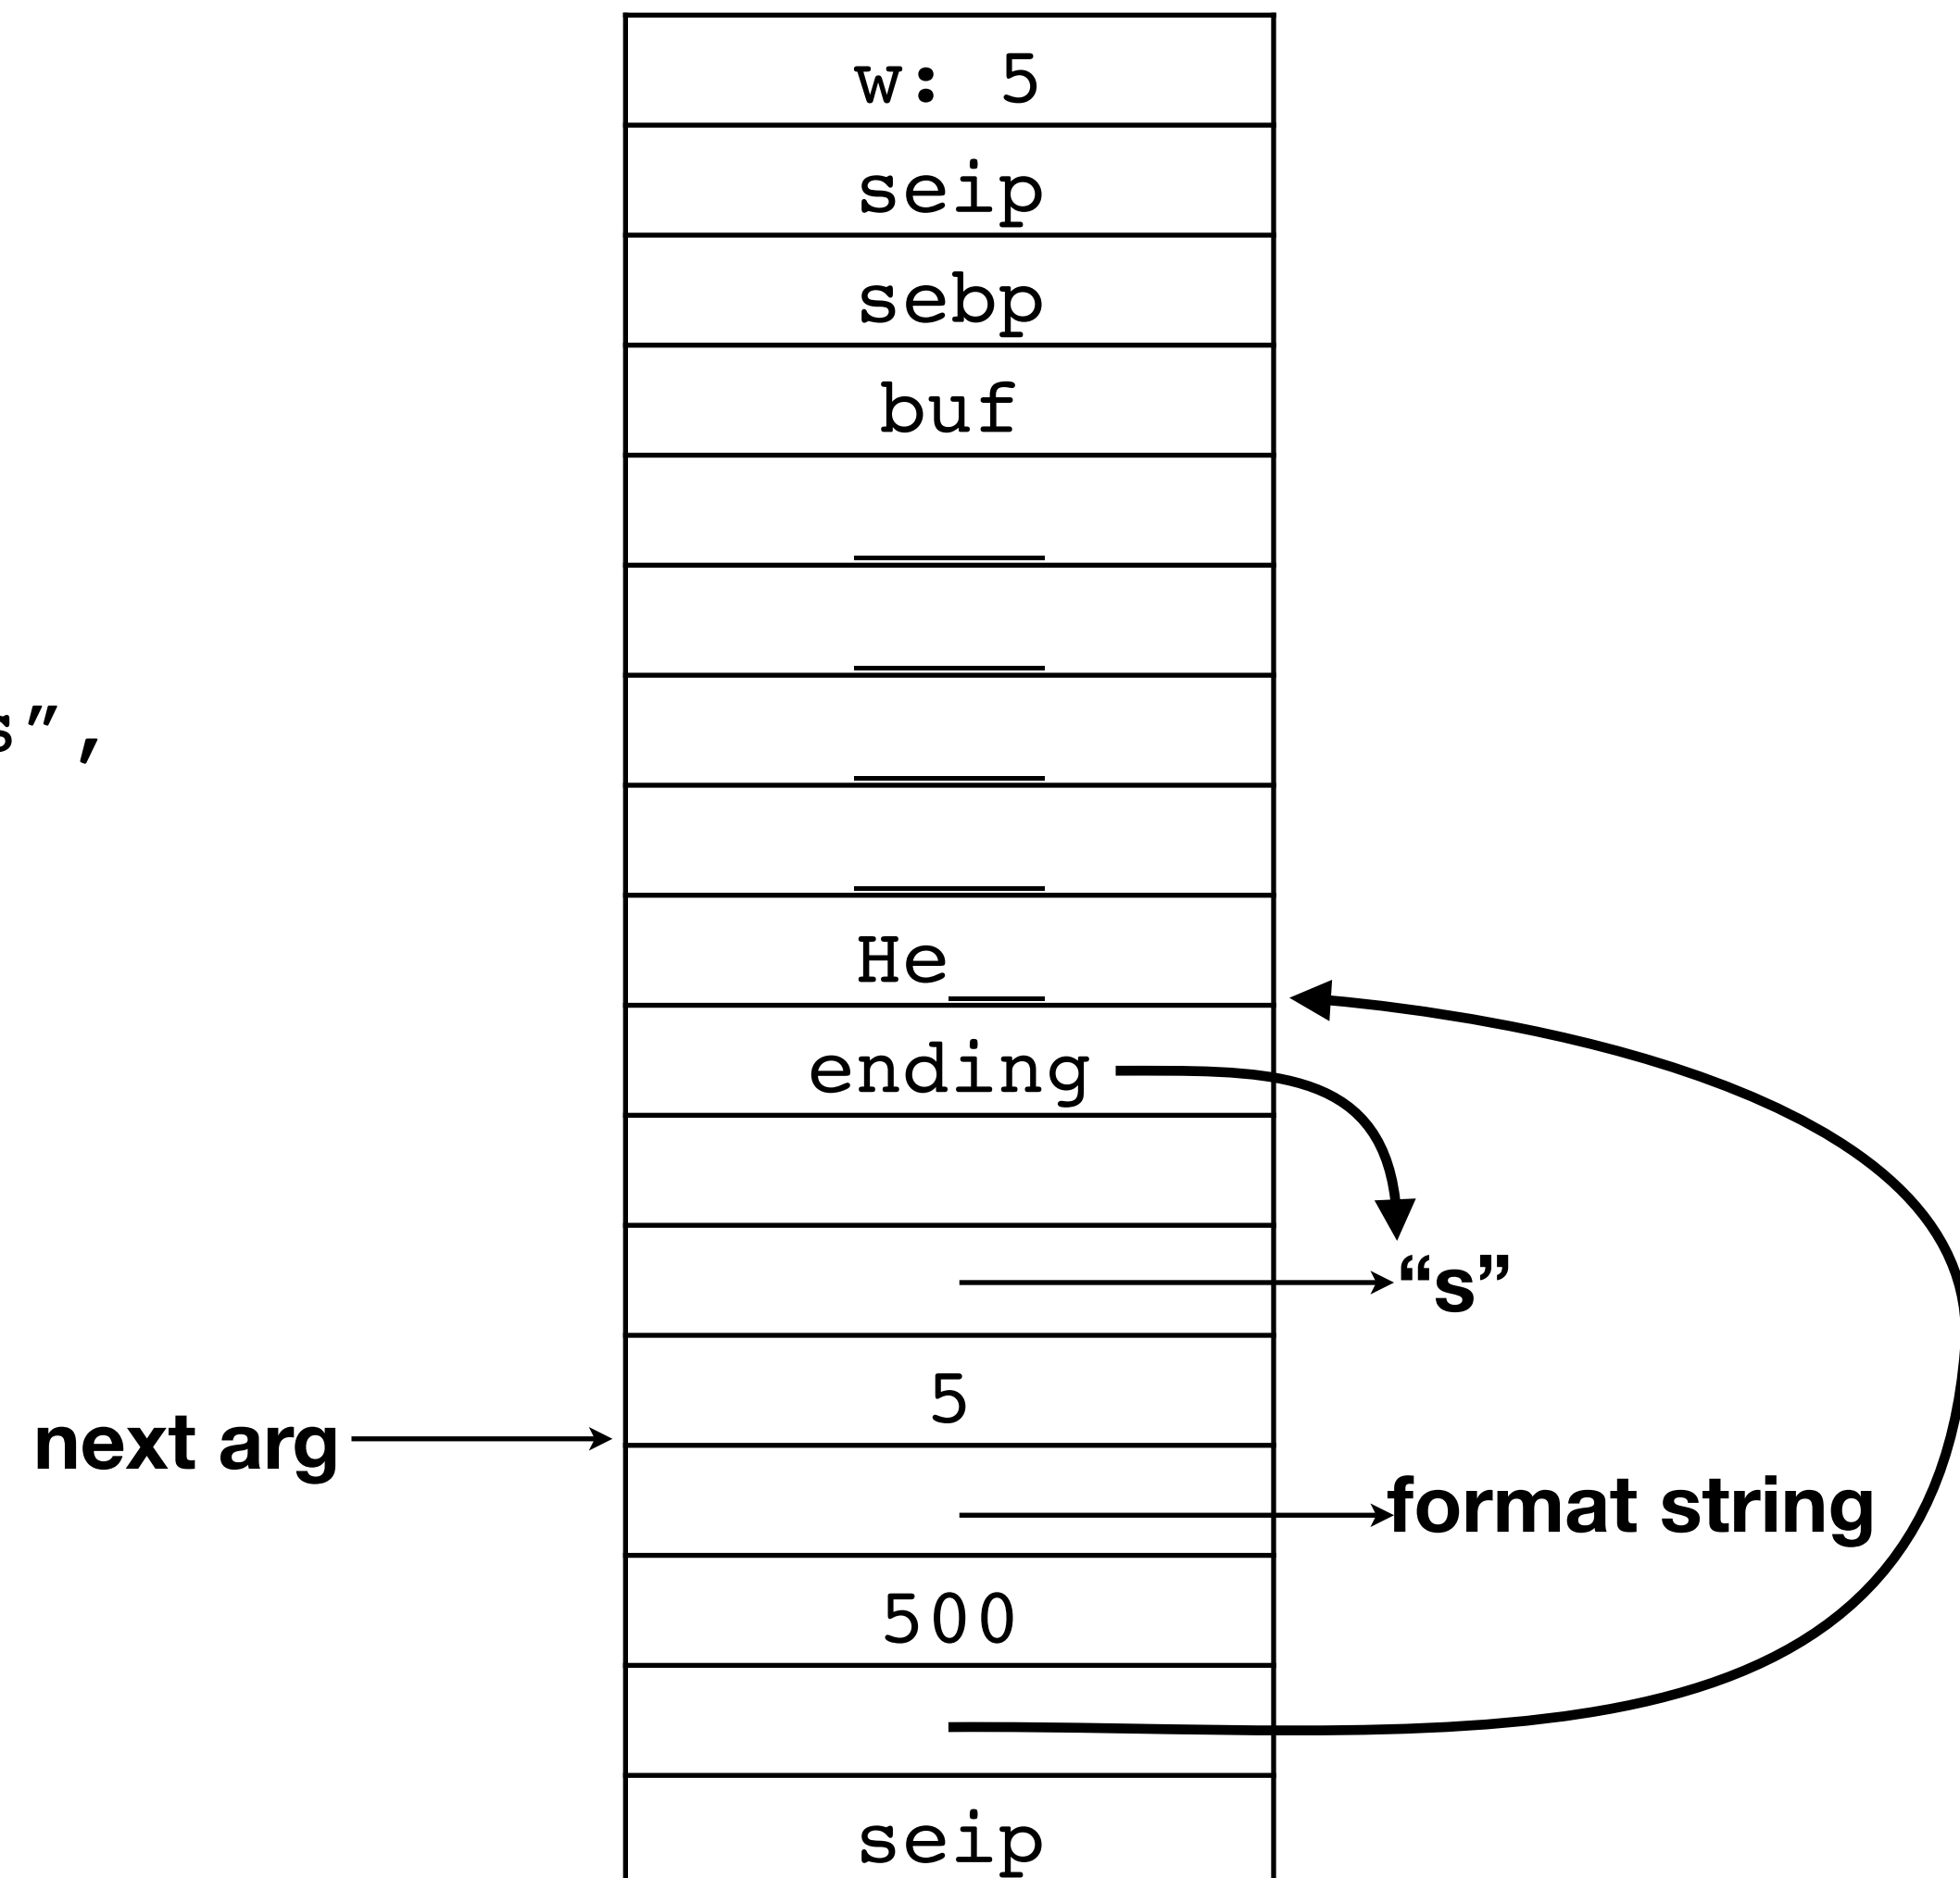 w: 5
seip
sebp
buf
____
____
s”,
____
____
He__
ending
“s”
5
next arg
format string
500
seip